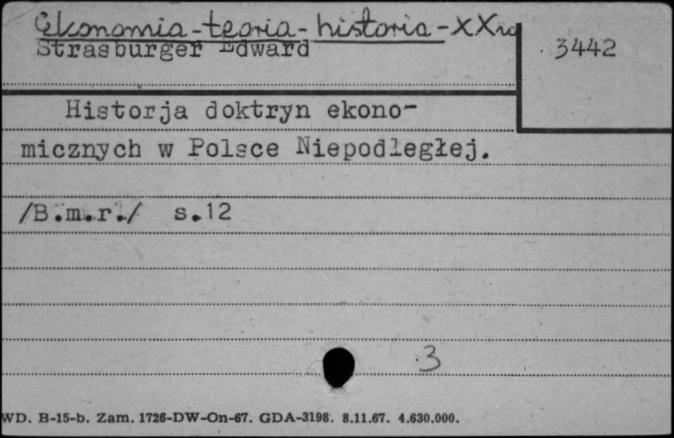 Ekonomia-teoria-historia-XXw
Strasburger Edward
3442
Historja doktryn ekono-
micznych w Polsce Niepodległej.
/B.m.r./ s.12
3
WD. B-15-b. Zam. 1726-DW-On-67. GDA-3198. 8.11.67. 4.630.000.